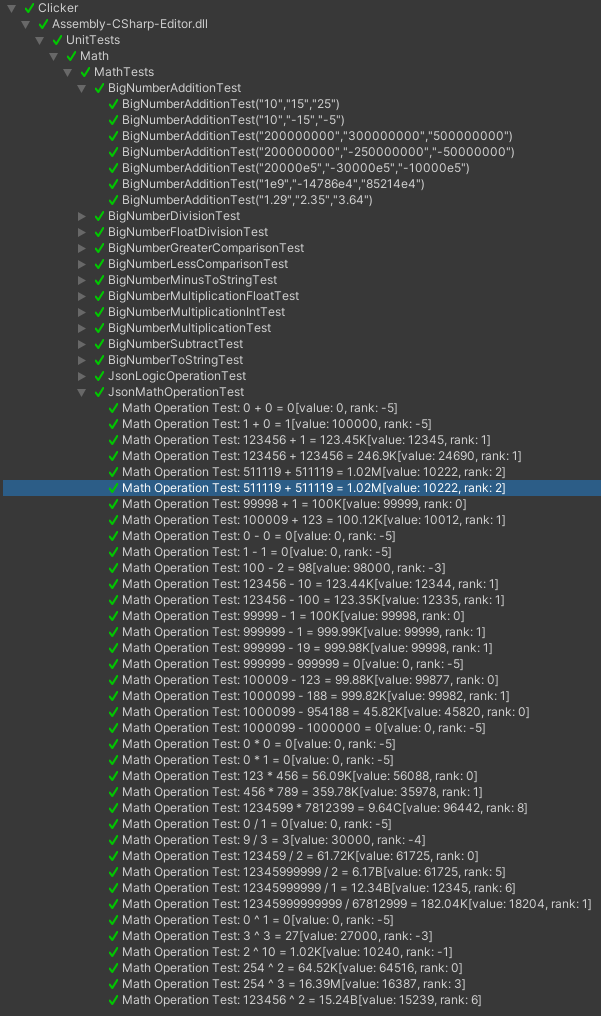 Clicker
Assembly-CSharp-Editor.dll
UnitTests
Math
MathTests
BigNumberAdditionTest
BigNumberAdditionTest("10","15","25")
BigNumberAdditionTest("10","-15","-5")
BigNumberAdditionTest("200000000","300000000","500000000")
BigNumberAdditionTest("200000000","-250000000","-50000000")
BigNumberAdditionTest("20000e5","-30000e5","-10000e5")
BigNumberAdditionTest("1e9","-14786e4","85214e4")
BigNumberAdditionTest("1.29","2.35","3.64")
BigNumberDivisionTest
BigNumberFloatDivisionTest
BigNumberGreaterComparisonTest
BigNumberLessComparisonTest
BigNumberMinusToStringTest
BigNumberMultiplicationFloatTest
BigNumberMultiplicationIntTest
BigNumberMultiplicationTest
BigNumberSubtractTest
BigNumberToStringTest
JsonLogicOperationTest
JsonMathOperationTest
Math Operation Test: 0 + 0 = 0[value: 0, rank: -5]
Math Operation Test: 1 + 0 = 1[value: 100000, rank: -5]
Math Operation Test: 123456 + 1 = 123.45K[value: 12345, rank: 1]
Math Operation Test: 123456 + 123456 = 246.9K[value: 24690, rank: 1]
Math Operation Test: 511119 + 511119 = 1.02M[value: 10222, rank: 2]
Math Operation Test: 511119 + 511119 = 1.02M[value: 10222, rank: 2]
Math Operation Test: 99998 + 1 = 100K[value: 99999, rank: 0]
Math Operation Test: 100009 + 123 = 100.12K[value: 10012, rank: 1]
Math Operation Test: 0 - 0 = 0[value: 0, rank: -5]
Math Operation Test: 1 - 1 = 0[value: 0, rank: -5]
Math Operation Test: 100 - 2 = 98[value: 98000, rank: -3]
Math Operation Test: 123456 - 10 = 123.44K[value: 12344, rank: 1]
Math Operation Test: 123456 - 100 = 123.35K[value: 12335, rank: 1]
Math Operation Test: 99999 - 1 = 100K[value: 99998, rank: 0]
Math Operation Test: 999999 - 1 = 999.99K[value: 99999, rank: 1]
Math Operation Test: 999999 - 19 = 999.98K[value: 99998, rank: 1]
Math Operation Test: 999999 - 999999 = 0[value: 0, rank: -5]
Math Operation Test: 100009 - 123 = 99.88K[value: 99877, rank: 0]
Math Operation Test: 1000099 - 188 = 999.82K[value: 99982, rank: 1]
Math Operation Test: 1000099 - 954188 = 45.82K[value: 45820, rank: 0]
Math Operation Test: 1000099 - 1000000 = 0[value: 0, rank: -5]
Math Operation Test: 0 * 0 = 0[value: 0, rank: -5]
Math Operation Test: 0 * 1 = 0[value: 0, rank: -5]
Math Operation Test: 123 * 456 = 56.09K[value: 56088, rank: 0]
Math Operation Test: 456 * 789 = 359.78K[value: 35978, rank: 1]
Math Operation Test: 1234599 * 7812399 = 9.64C[value: 96442, rank: 8]
Math Operation Test: 0 / 1 = 0[value: 0, rank: -5]
Math Operation Test: 9 / 3 = 3[value: 30000, rank: -4]
Math Operation Test: 123459 / 2 = 61.72K[value: 61725, rank: 0]
Math Operation Test: 12345999999 / 2 = 6.17B[value: 61725, rank: 5]
Math Operation Test: 12345999999 / 1 = 12.34B[value: 12345, rank: 6]
Math Operation Test: 12345999999999 / 67812999 = 182.04K[value: 18204, rank: 1]
Math Operation Test: 0 ^ 1 = 0[value: 0, rank: -5]
Math Operation Test: 3 ^ 3 = 27[value: 27000, rank: -3]
Math Operation Test: 2 ^ 10 = 1.02K[value: 10240, rank: -1]
Math Operation Test: 254 ^ 2 = 64.52K[value: 64516, rank: 0]
Math Operation Test: 254 ^ 3 = 16.39M[value: 16387, rank: 3]
Math Operation Test: 123456 ^ 2 = 15.24B[value: 15239, rank: 6]